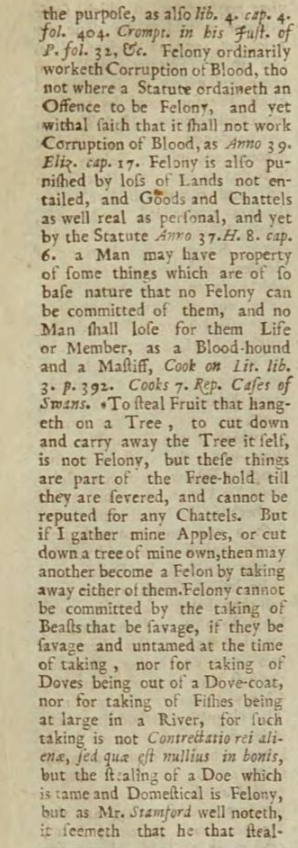 the purpoſe, as alſo lib. 4. cap. 4.
fol. 404. Crompt. in his Juſt. of
P. fol. 32, &c. Felony ordinarily
worketh Corruption of Blood, tho
not where a Statute ordaineth an
Offence to be Felony, and yet
withal ſaith that it ſhall not work
Corruption of Blood, as Anno 39.
Eliz. cap. 17. Felony is alſo pu-
niſhed by loſs of Lands not en-
tailed, and Goods and Chattels
as well real as perſonal, and yet
by the Statute Anno 37. H. 8. cap.
6. a Man may have property
of ſome things which are of ſo
baſe nature that no Felony can
be committed of them, and no
Man ſhall loſe for them Life
or Member, as a Blood-hound
and a Maſtiff, Cook on Lit. lib.
3. p. 392. Cooks 7. Rep. Caſes of
Swans. To ſteal Fruit that hang-
eth on a Tree, to cut down
and carry away the Tree it ſelf,
is not Felony, but theſe things
are part of the Free-hold till
they are ſevered, and cannot be
reputed for any Chattels. But
if I gather mine Apples, or cut
down a tree of mine own, then may
another become a Felon by taking
away either of them. Felony cannot
be committed by the taking of
Beaſts that be ſavage, if they be
ſavage and untamed at the time
of taking, nor for taking of
Doves being out of a Dove-coat,
nor for taking of Fiſhes being
at large in a River, for ſuch
taking is not Contrectatio rei ali-
enæ, ſed quæ eſt nullius in bonis,
but the ſtealing of a Doe which
is tame and Domeſtical is Felony,
but as Mr. Stamford well noteth,
it ſeemeth that he that ſteal-